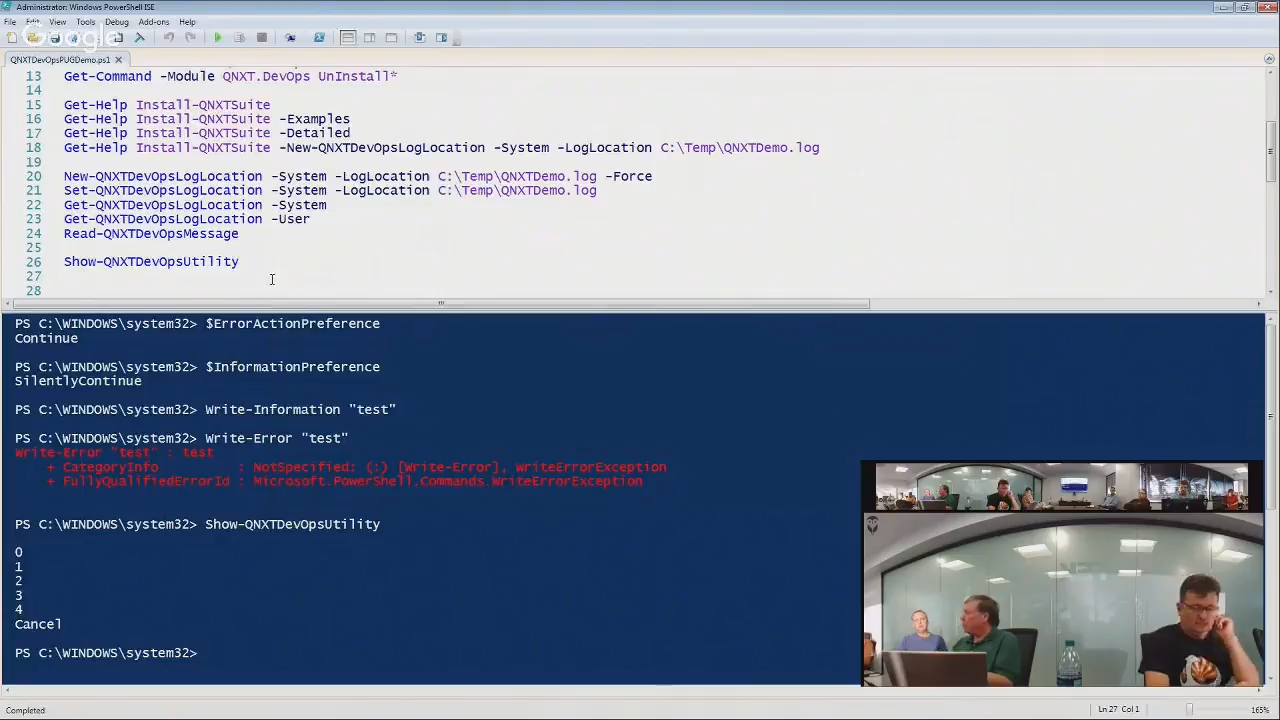 Administrator: Windows PowerShell ISE
File Edit View Tools Debug Add-ons Help
Google
QNXTDevOpsPUGDemo.ps1
13 Get-Command -Module QNXT.DevOps UnInstall*
14
15 Get-Help Install-QNXTSuite
16 Get-Help Install-QNXTSuite -Examples
17 Get-Help Install-QNXTSuite -Detailed
18 Get-Help Install-QNXTSuite -New-QNXTDevOpsLogLocation -System -LogLocation C:\Temp\QNXTDemo.log
19
20 New-QNXTDevOpsLogLocation -System -LogLocation C:\Temp\QNXTDemo.log -Force
21 Set-QNXTDevOpsLogLocation -System -LogLocation C:\Temp\QNXTDemo.log
22 Get-QNXTDevOpsLogLocation -System
23 Get-QNXTDevOpsLogLocation -User
24 Read-QNXTDevOpsMessage
25
26 Show-QNXTDevOpsUtility
27
28
PS C:\WINDOWS\system32> $ErrorActionPreference
Continue
PS C:\WINDOWS\system32> $InformationPreference
SilentlyContinue
PS C:\WINDOWS\system32> Write-Information "test"
PS C:\WINDOWS\system32> Write-Error "test"
Write-Error "test" : test
+ CategoryInfo : NotSpecified: (:) [Write-Error], WriteErrorException
+ FullyQualifiedErrorId : Microsoft.PowerShell.Commands.WriteErrorException
PS C:\WINDOWS\system32> Show-QNXTDevOpsUtility
0
1
2
3
4
Cancel
PS C:\WINDOWS\system32>
Completed
Ln 27 Col 1
165%